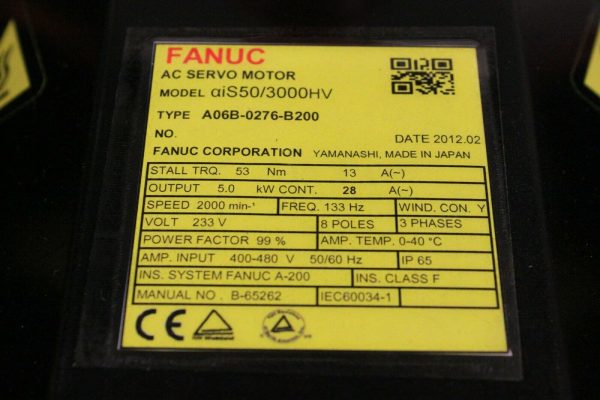 FANUC
AC SERVO MOTOR
MODEL αiS50/3000HV
TYPE A06B-0276-B200
NO.
DATE 2012.02
FANUC CORPORATION YAMANASHI, MADE IN JAPAN
STALL TRQ. 53 Nm 13 A(~)
OUTPUT 5.0 kW CONT. 28 A(~)
SPEED 2000 min-¹ FREQ. 133 Hz WIND. CON. Y
VOLT 233 V 8 POLES 3 PHASES
POWER FACTOR 99 % AMP. TEMP. 0-40 °C
AMP. INPUT 400-480 V 50/60 Hz IP 65
INS. SYSTEM FANUC A-200 INS. CLASS F
MANUAL NO. B-65262 IEC60034-1
CE